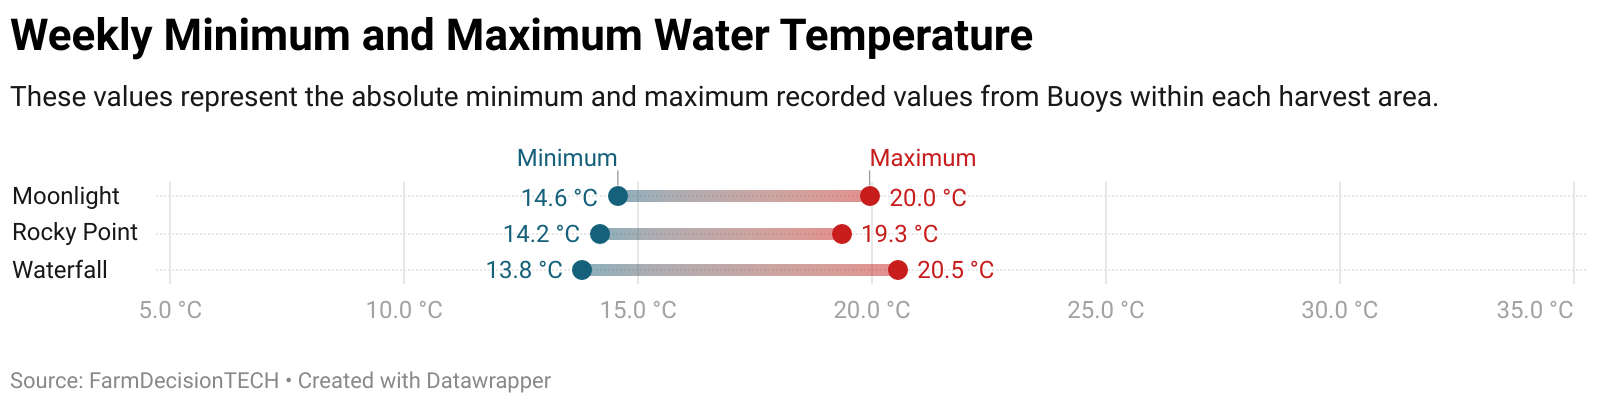 Weekly Minimum and Maximum Water Temperature
These values represent the absolute minimum and maximum recorded values from Buoys within each harvest area.
Minimum Maximum
Moonlight 14.6 °C 20.0 °C
Rocky Point 14.2 °C 19.3 °C
Waterfall 13.8 °C 20.5 °C
5.0 °C 10.0 °C 15.0 °C 20.0 °C 25.0 °C 30.0 °C 35.0 °C
Source: FarmDecisionTECH • Created with Datawrapper